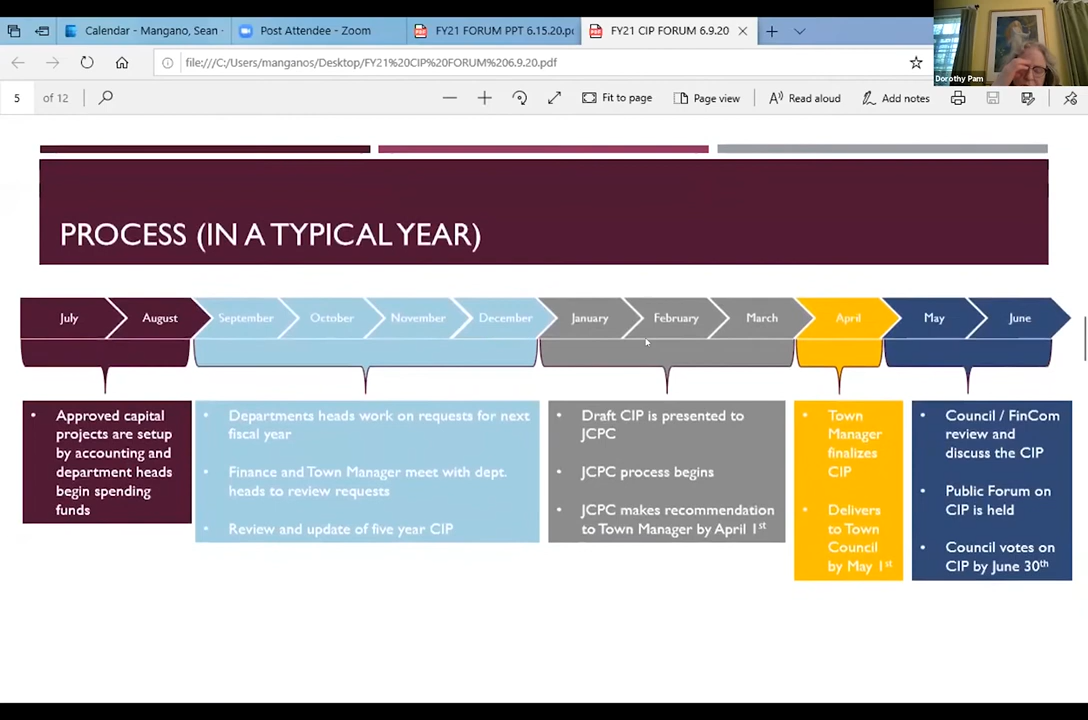 Calendar - Mangano, Sean
Post Attendee - Zoom
FY21 FORUM PPT 6.15.20.pd
FY21 CIP FORUM 6.9.20
file:///C:/Users/manganos/Desktop/FY21%20CIP%20FORUM%206.9.20.pdf
Dorothy Pam
5 of 12
Fit to page
Page view
Read aloud
Add notes
PROCESS (IN A TYPICAL YEAR)
July
August
September
October
November
December
January
February
March
April
May
June
• Approved capital
projects are setup
by accounting and
department heads
begin spending
funds
• Departments heads work on requests for next
fiscal year
Finance and Town Manager meet with dept.
heads to review requests
• Review and update of five year CIP
• Draft CIP is presented to
JCPC
• JCPC process begins
• JCPC makes recommendation
to Town Manager by April 1st
• Town
Manager
finalizes
CIP
• Delivers
to Town
Council
by May 1st
• Council / FinCom
review and
discuss the CIP
• Public Forum on
CIP is held
• Council votes on
CIP by June 30th